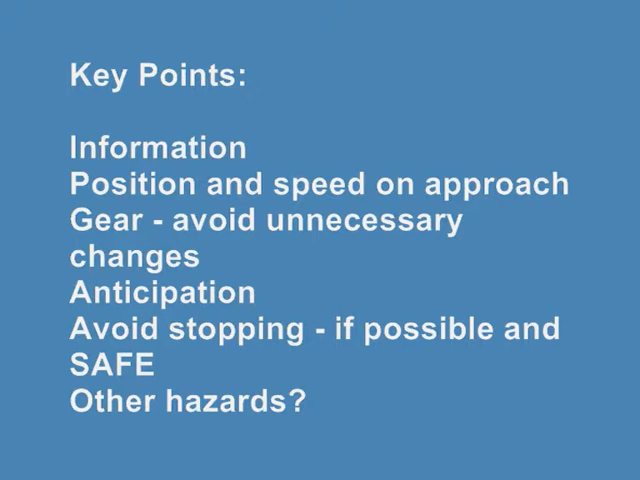 Key Points:
Information
Position and speed on approach
Gear - avoid unnecessary
changes
Anticipation
Avoid stopping - if possible and
SAFE
Other hazards?